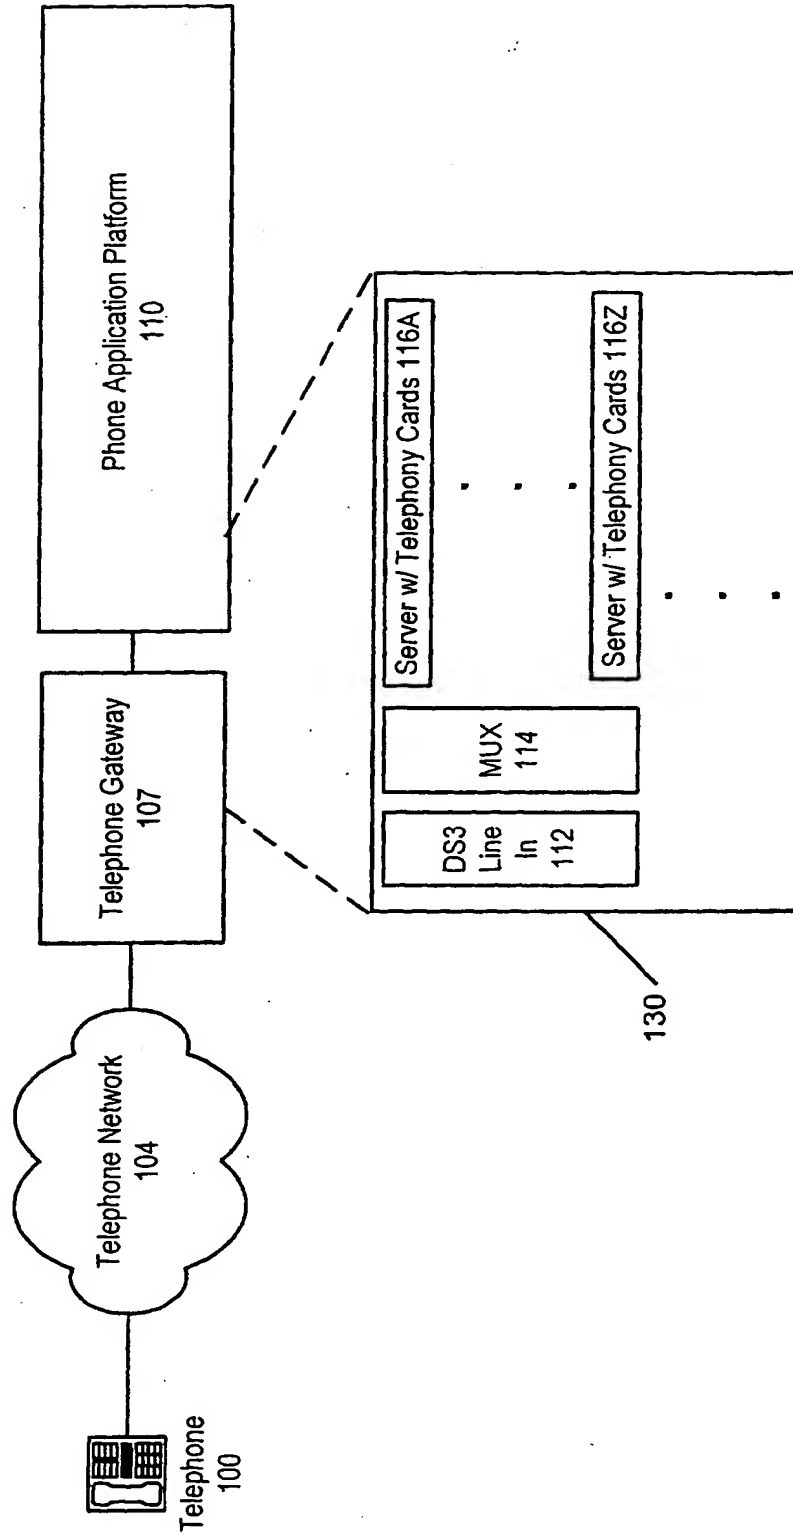 Telephone
100
Telephone Network
104
Telephone Gateway
107
Phone Application Platform
110
130
DS3
Line
In
112
MUX
114
Server w/ Telephony Cards 116A
Server w/ Telephony Cards 116Z